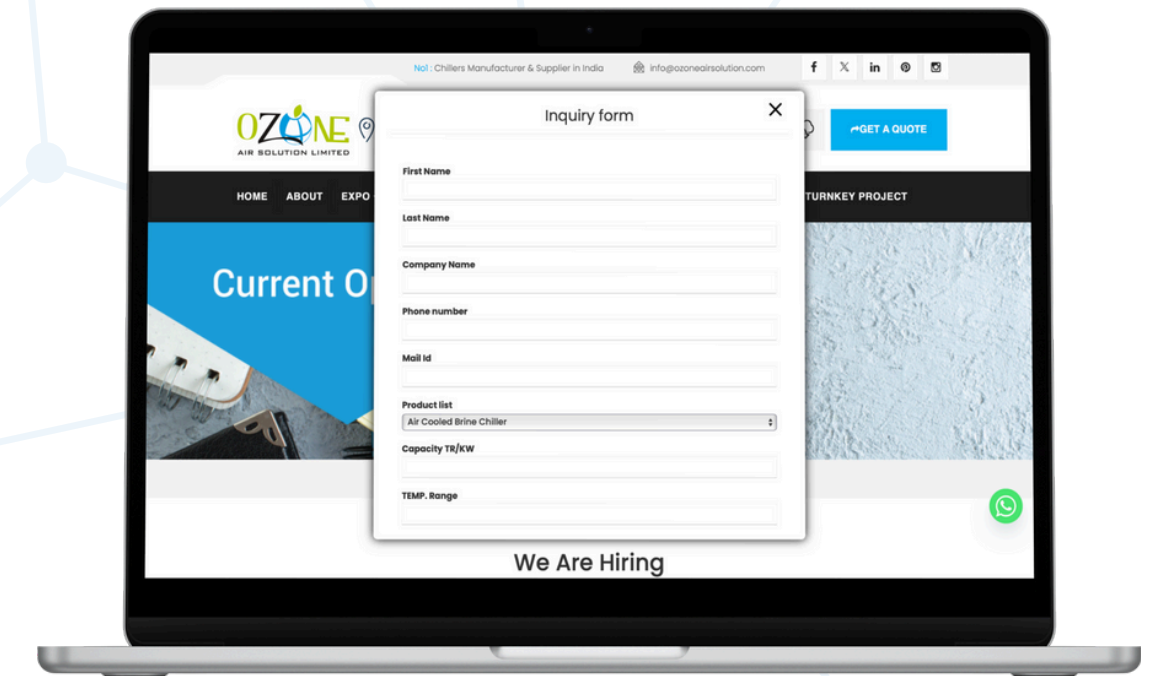 No1 : Chillers Manufacturer & Supplier in India
info@ozoneairsolution.com
OZONE
AIR SOLUTION LIMITED
GET A QUOTE
HOME ABOUT EXPO
TURNKEY PROJECT
Current
Inquiry form
First Name
Last Name
Company Name
Phone number
Mail Id
Product list
Air Cooled Brine Chiller
Capacity TR/KW
TEMP. Range
We Are Hiring